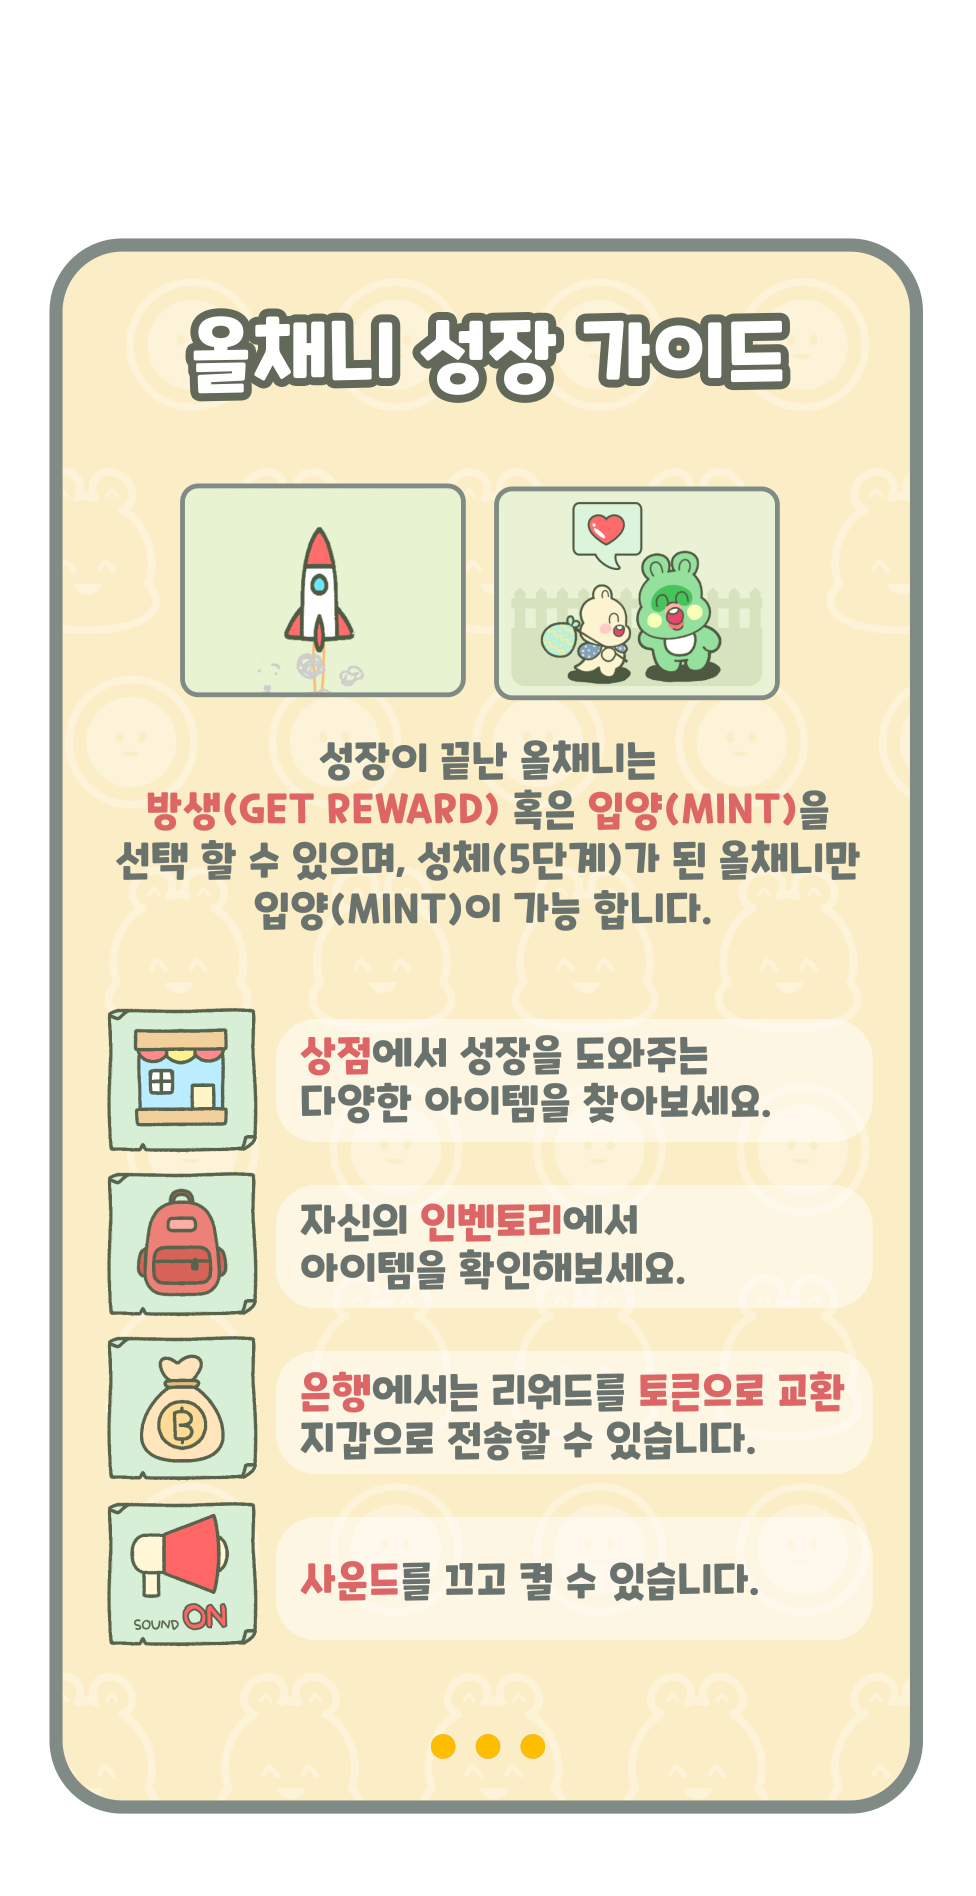 올채니 성장 가이드
성장이 끝난 올채니는
방생(GET REWARD) 혹은 입양(MINT)을
선택 할 수 있으며, 성체(5단계)가 된 올채니만
입양(MINT)이 가능 합니다.
상점에서 성장을 도와주는
다양한 아이템을 찾아보세요.
자신의 인벤토리에서
아이템을 확인해보세요.
B
은행에서는 리워드를 토큰으로 교환
지갑으로 전송할 수 있습니다.
SOUND ON
사운드를 끄고 켤 수 있습니다.